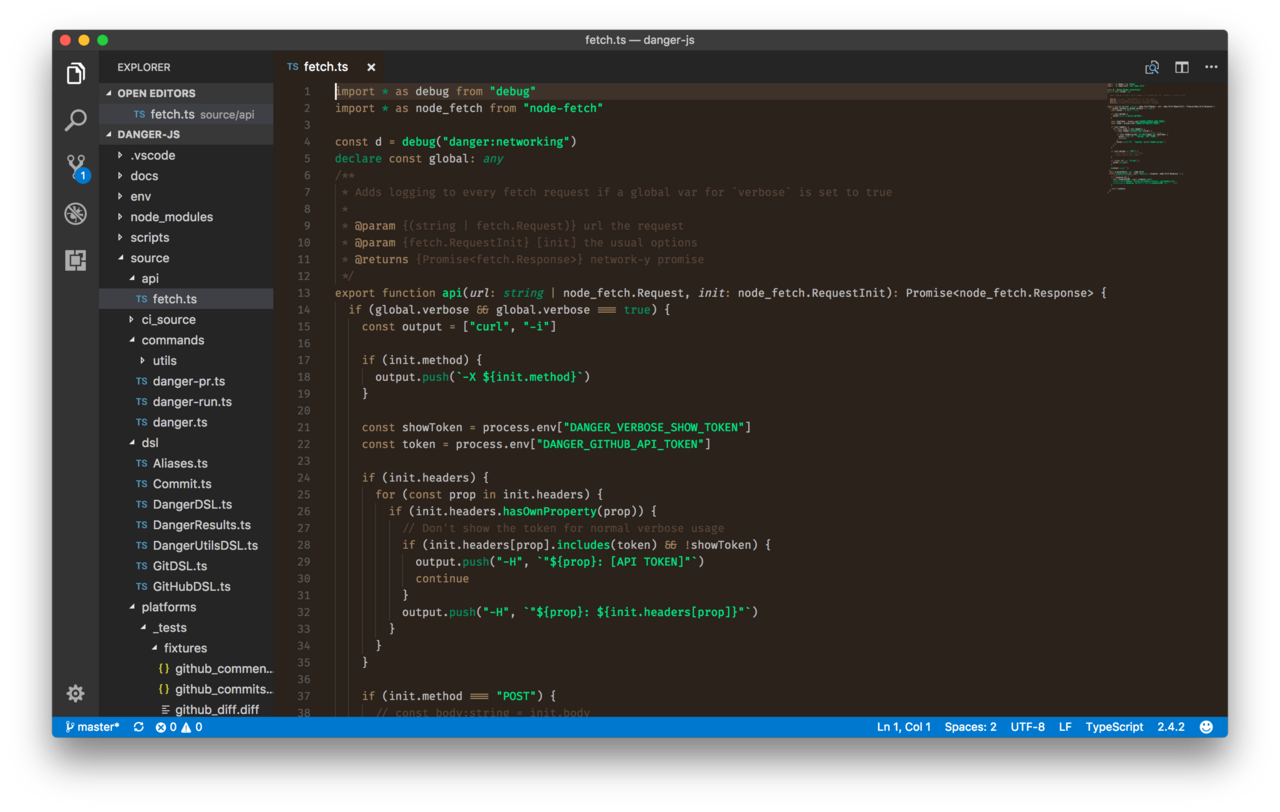 fetch.ts — danger-js
EXPLORER
OPEN EDITORS
TS fetch.ts source/api
DANGER-JS
.vscode
docs
env
node_modules
scripts
source
api
TS fetch.ts
ci_source
commands
utils
TS danger-pr.ts
TS danger-run.ts
TS danger.ts
dsl
TS Aliases.ts
TS Commit.ts
TS DangerDSL.ts
TS DangerResults.ts
TS DangerUtilsDSL.ts
TS GitDSL.ts
TS GitHubDSL.ts
platforms
_tests
fixtures
{} github_commen...
{} github_commits...
github_diff.diff
1
TS fetch.ts ×
1 import * as debug from "debug"
2 import * as node_fetch from "node-fetch"
3
4 const d = debug("danger:networking")
5 declare const global: any
6 /**
7 * Adds logging to every fetch request if a global var for `verbose` is set to true
8 *
9 * @param {(string | fetch.Request)} url the request
10 * @param {fetch.RequestInit} [init] the usual options
11 * @returns {Promise<fetch.Response>} network-y promise
12 */
13 export function api(url: string | node_fetch.Request, init: node_fetch.RequestInit): Promise<node_fetch.Response> {
14 if (global.verbose && global.verbose === true) {
15 const output = ["curl", "-i"]
16
17 if (init.method) {
18 output.push(`-X ${init.method}`)
19 }
20
21 const showToken = process.env["DANGER_VERBOSE_SHOW_TOKEN"]
22 const token = process.env["DANGER_GITHUB_API_TOKEN"]
23
24 if (init.headers) {
25 for (const prop in init.headers) {
26 if (init.headers.hasOwnProperty(prop)) {
27 // Don't show the token for normal verbose usage
28 if (init.headers[prop].includes(token) && !showToken) {
29 output.push("-H", `"${prop}: [API TOKEN]"`)
30 continue
31 }
32 output.push("-H", `"${prop}: ${init.headers[prop]}"`)
33 }
34 }
35 }
36
37 if (init.method === "POST") {
38 // const body:string = init.body
master* 0 0 Ln 1, Col 1 Spaces: 2 UTF-8 LF TypeScript 2.4.2